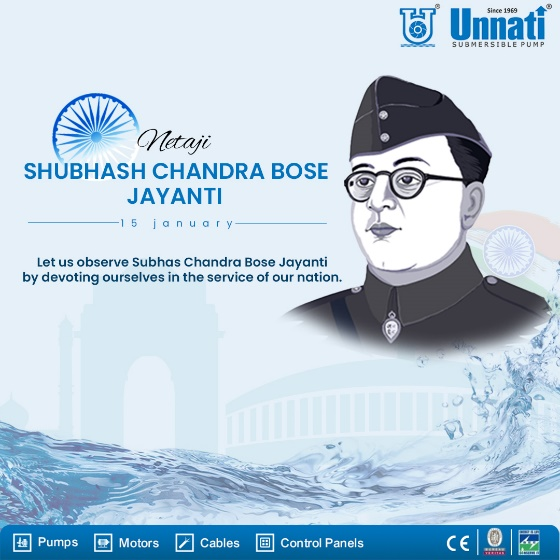 Since 1969
Unnati®
SUBMERSIBLE PUMP
Netaji
SHUBHASH CHANDRA BOSE
JAYANTI
15 january
Let us observe Subhas Chandra Bose Jayanti
by devoting ourselves in the service of our nation.
Pumps Motors Cables Control Panels CE